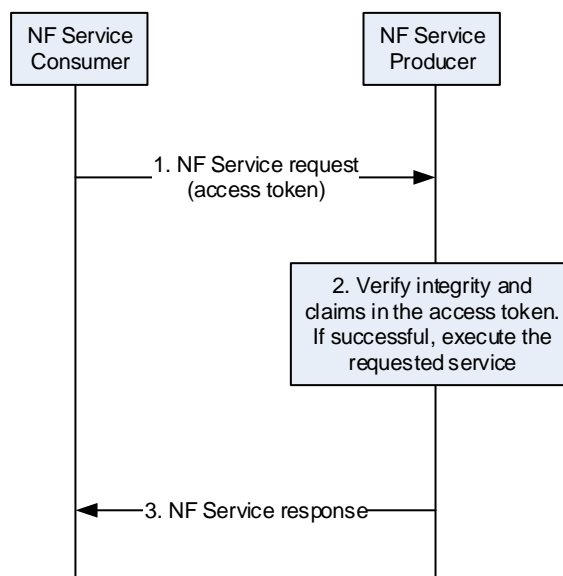 NF Service
Consumer
NF Service
Producer
1. NF Service request
(access token)
2. Verify integrity and
claims in the access token.
If successful, execute the
requested service
3. NF Service response